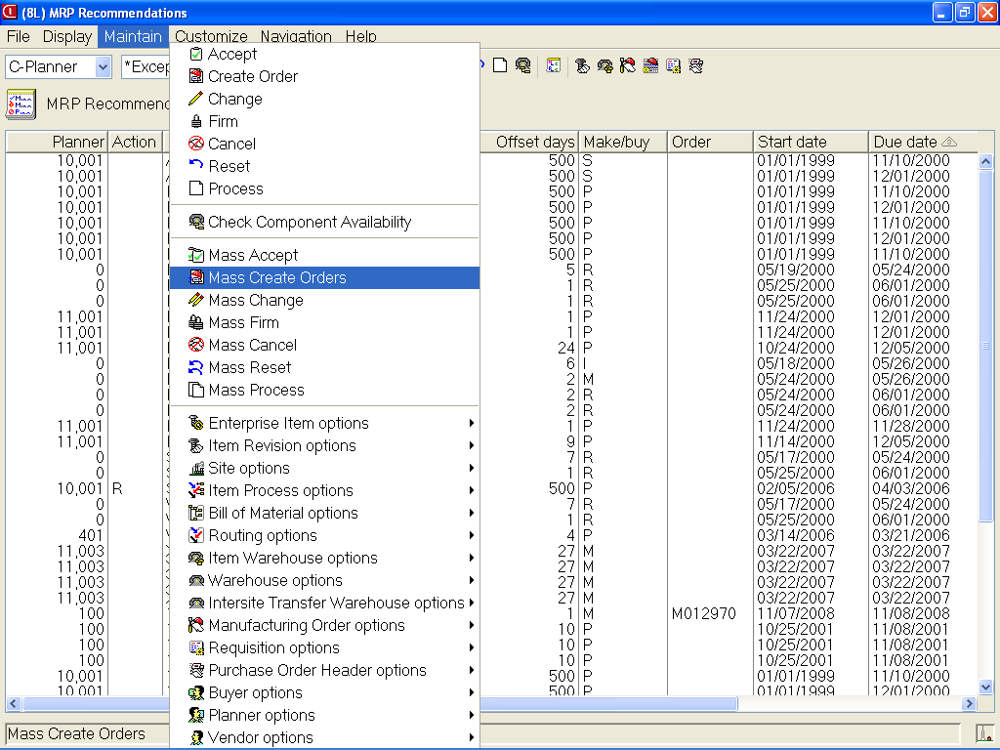 (8L) MRP Recommendations
File Display Maintain Customize Navigation Help
C-Planner *Excep
MRP Recommenc
Planner Action Offset days Make/buy Order Start date Due date
10,001 500 S 01/01/1999 11/10/2000
10,001 500 S 01/01/1999 12/01/2000
10,001 500 P 01/01/1999 11/10/2000
10,001 500 P 01/01/1999 12/01/2000
10,001 500 P 01/01/1999 11/10/2000
10,001 500 P 01/01/1999 12/01/2000
10,001 500 P 01/01/1999 11/10/2000
0 5 R 05/19/2000 05/24/2000
0 1 R 05/25/2000 06/01/2000
0 1 R 05/25/2000 06/01/2000
11,001 1 P 11/24/2000 12/01/2000
11,001 1 P 11/24/2000 12/01/2000
11,001 24 P 10/24/2000 12/05/2000
0 6 I 05/18/2000 05/26/2000
0 2 M 05/24/2000 05/26/2000
0 2 R 05/24/2000 06/01/2000
0 2 R 05/24/2000 06/01/2000
11,001 1 P 11/24/2000 11/28/2000
11,001 9 P 11/14/2000 12/05/2000
0 7 R 05/17/2000 05/24/2000
0 1 R 05/25/2000 06/01/2000
10,001 R 500 P 02/05/2006 04/03/2006
0 7 R 05/17/2000 05/24/2000
0 1 R 05/25/2000 06/01/2000
401 4 P 03/14/2006 03/21/2006
11,003 27 M 03/22/2007 03/22/2007
11,003 27 M 03/22/2007 03/22/2007
11,003 27 M 03/22/2007 03/22/2007
11,003 27 M 03/22/2007 03/22/2007
100 1 M M012970 11/07/2008 11/08/2008
100 10 P 10/25/2001 11/08/2001
100 10 P 10/25/2001 11/08/2001
100 10 P 10/25/2001 11/08/2001
10,001 500 P 01/01/1999 11/10/2000
10,001 500 P 01/01/1999 12/01/2000
Accept
Create Order
Change
Firm
Cancel
Reset
Process
Check Component Availability
Mass Accept
Mass Create Orders
Mass Change
Mass Firm
Mass Cancel
Mass Reset
Mass Process
Enterprise Item options
Item Revision options
Site options
Item Process options
Bill of Material options
Routing options
Item Warehouse options
Warehouse options
Intersite Transfer Warehouse options
Manufacturing Order options
Requisition options
Purchase Order Header options
Buyer options
Planner options
Vendor options
Mass Create Orders